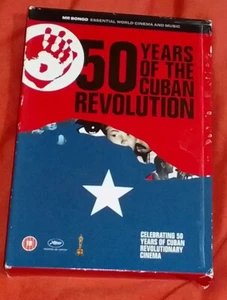 MR BONGO ESSENTIAL WORLD CINEMA AND MUSIC
50 YEARS
OF THE
CUBAN
REVOLUTION
CELEBRATING 50
YEARS OF CUBAN
REVOLUTIONARY
CINEMA
18